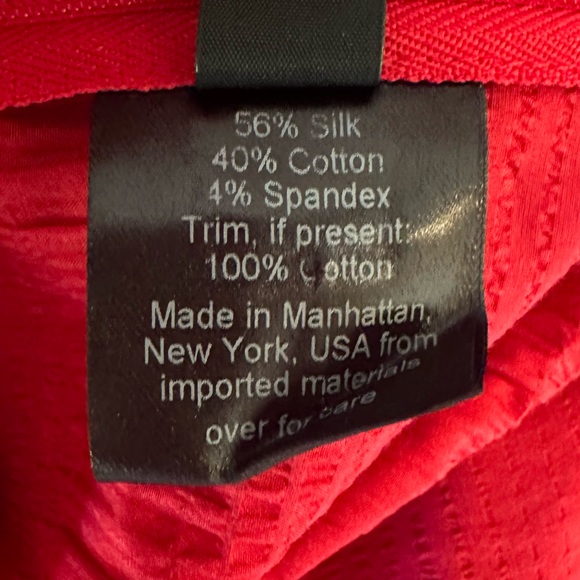 56% Silk
40% Cotton
4% Spandex
Trim, if present:
100% Cotton
Made in Manhattan,
New York, USA from
imported materials
over for care